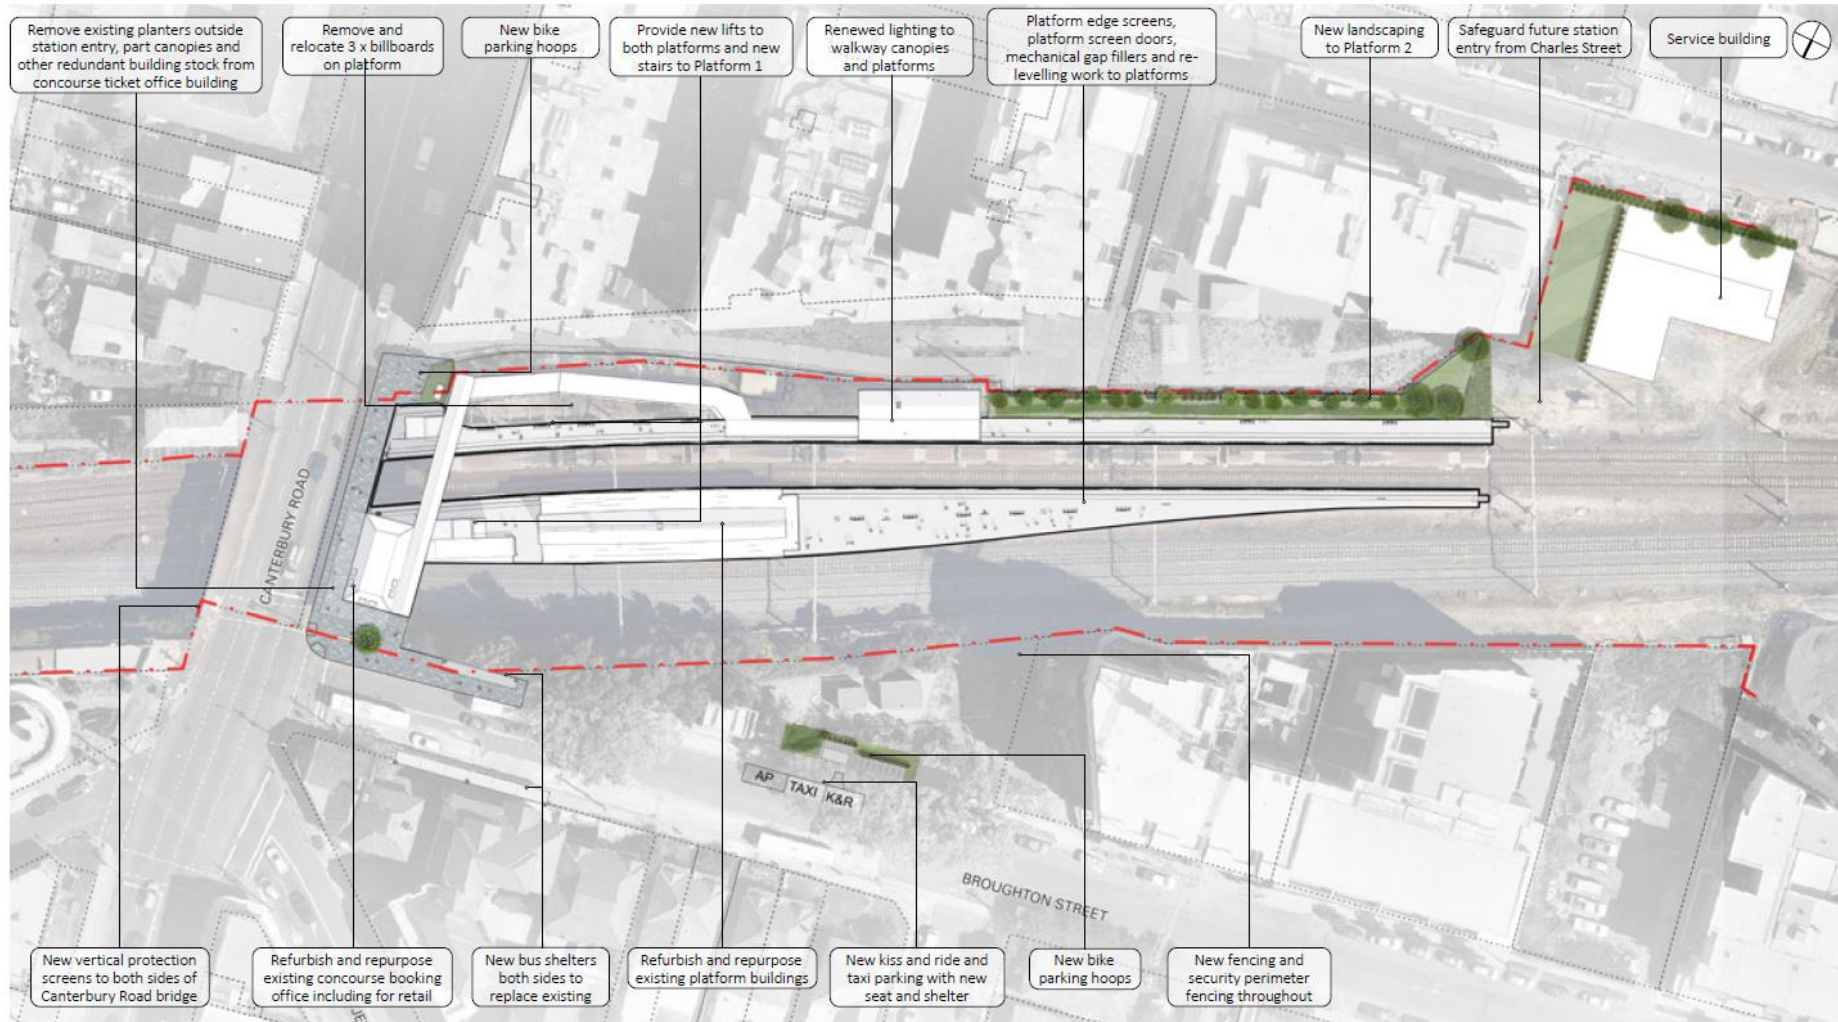 Remove existing planters outside
station entry, part canopies and
other redundant building stock from
concourse ticket office building
Remove and
relocate 3 x billboards
on platform
New bike
parking hoops
Provide new lifts to
both platforms and new
stairs to Platform 1
Renewed lighting to
walkway canopies
and platforms
Platform edge screens,
platform screen doors,
mechanical gap fillers and re-
levelling work to platforms
New landscaping
to Platform 2
Safeguard future station
entry from Charles Street
Service building
CANTERBURY ROAD
AP
TAXI
K&R
BROUGHTON STREET
New vertical protection
screens to both sides of
Canterbury Road bridge
Refurbish and repurpose
existing concourse booking
office including for retail
New bus shelters
both sides to
replace existing
Refurbish and repurpose
existing platform buildings
New kiss and ride and
taxi parking with new
seat and shelter
New bike
parking hoops
New fencing and
security perimeter
fencing throughout